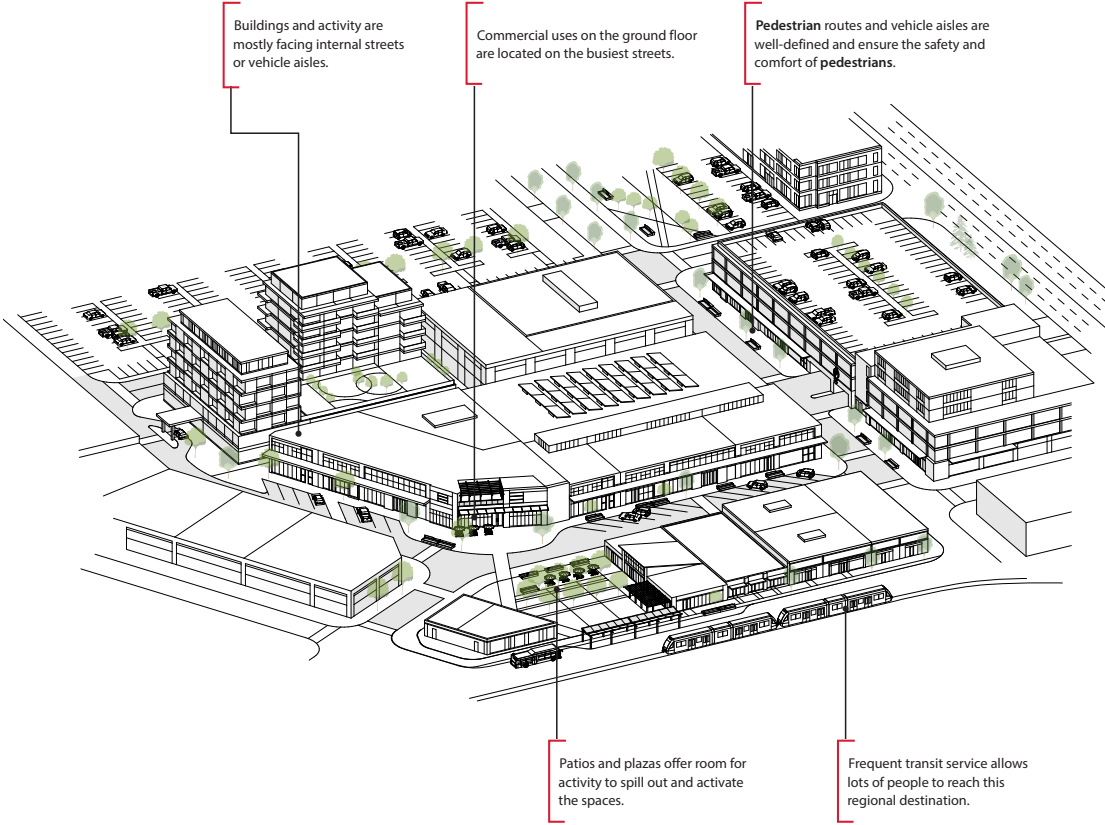 Buildings and activity are
mostly facing internal streets
or vehicle aisles.
Commercial uses on the ground floor
are located on the busiest streets.
Pedestrian routes and vehicle aisles are
well-defined and ensure the safety and
comfort of pedestrians.
Patios and plazas offer room for
activity to spill out and activate
the spaces.
Frequent transit service allows
lots of people to reach this
regional destination.